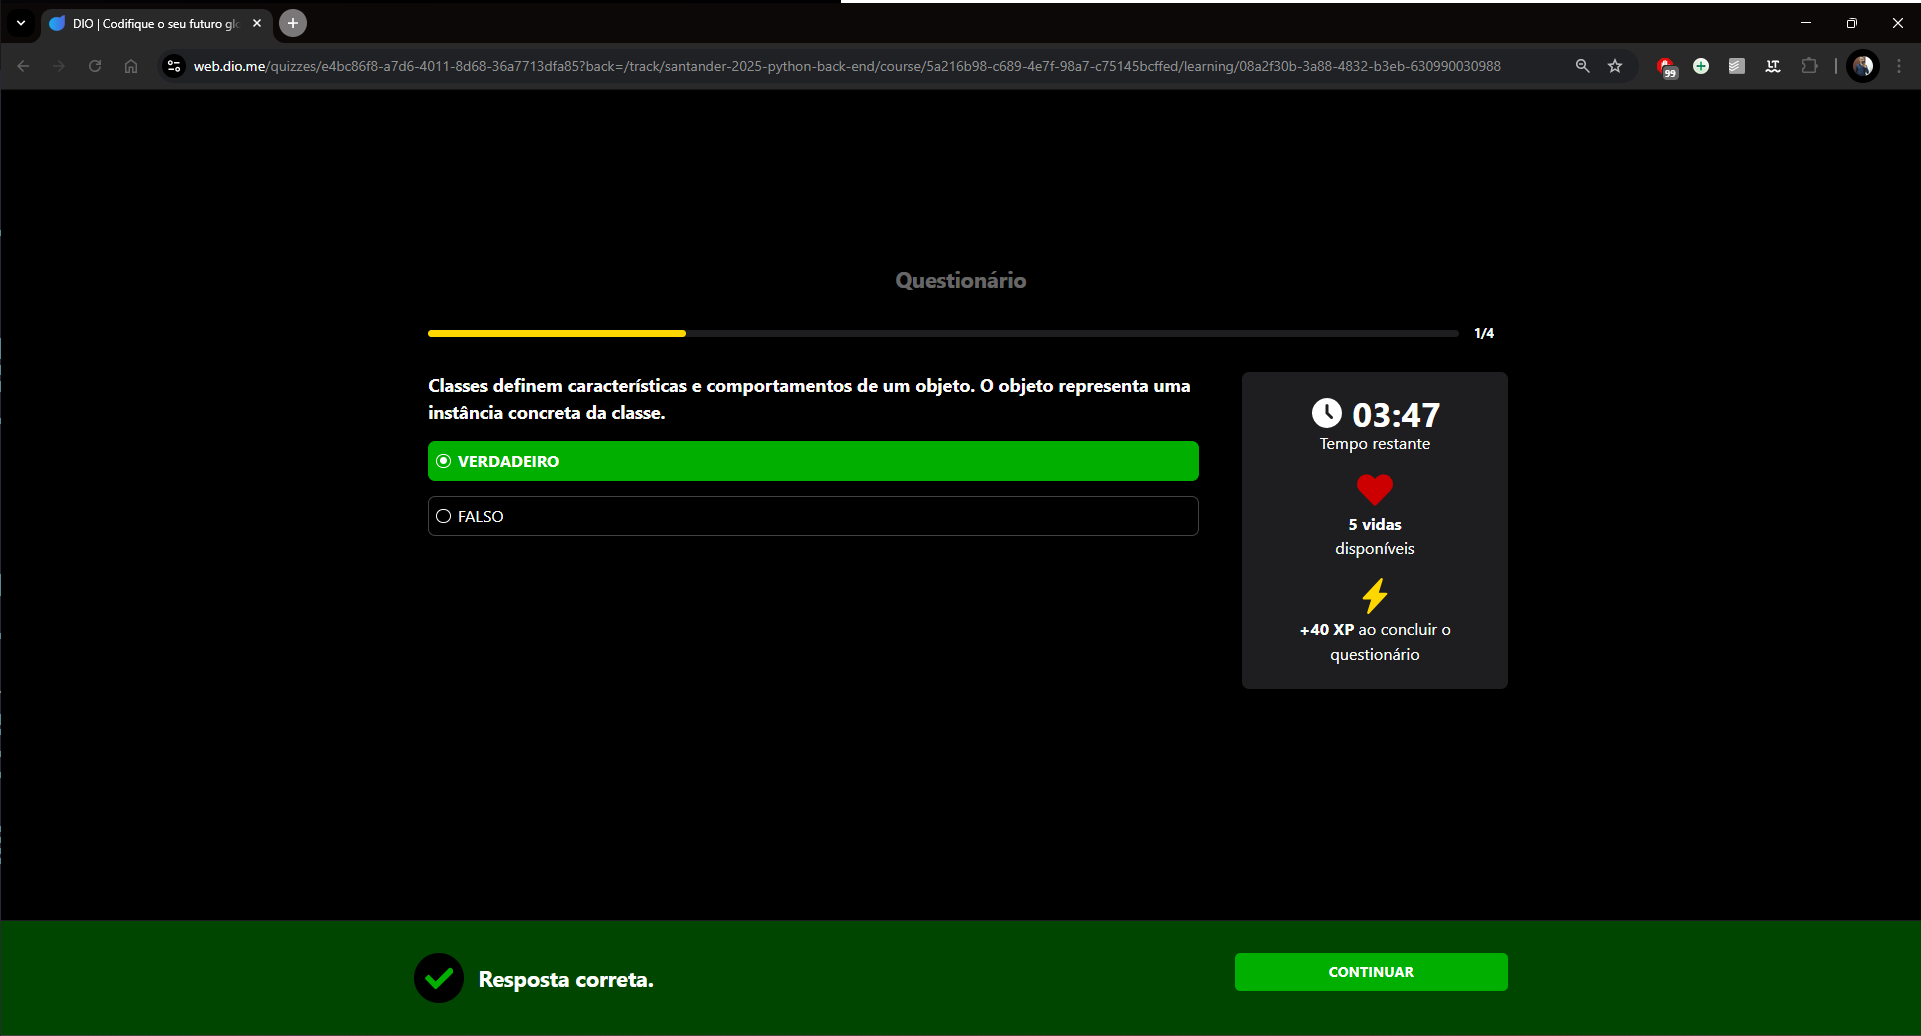 DIO | Codifique o seu futuro glo
web.dio.me/quizzes/e4bc86f8-a7d6-4011-8d68-36a7713dfa85?back=/track/santander-2025-python-back-end/course/5a216b98-c689-4e7f-98a7-c75145bcffed/learning/08a2f30b-3a88-4832-b3eb-630990030988
99
LT
Questionário
1/4
Classes definem características e comportamentos de um objeto. O objeto representa uma
instância concreta da classe.
VERDADEIRO
FALSO
03:47
Tempo restante
5 vidas
disponíveis
+40 XP ao concluir o
questionário
Resposta correta.
CONTINUAR